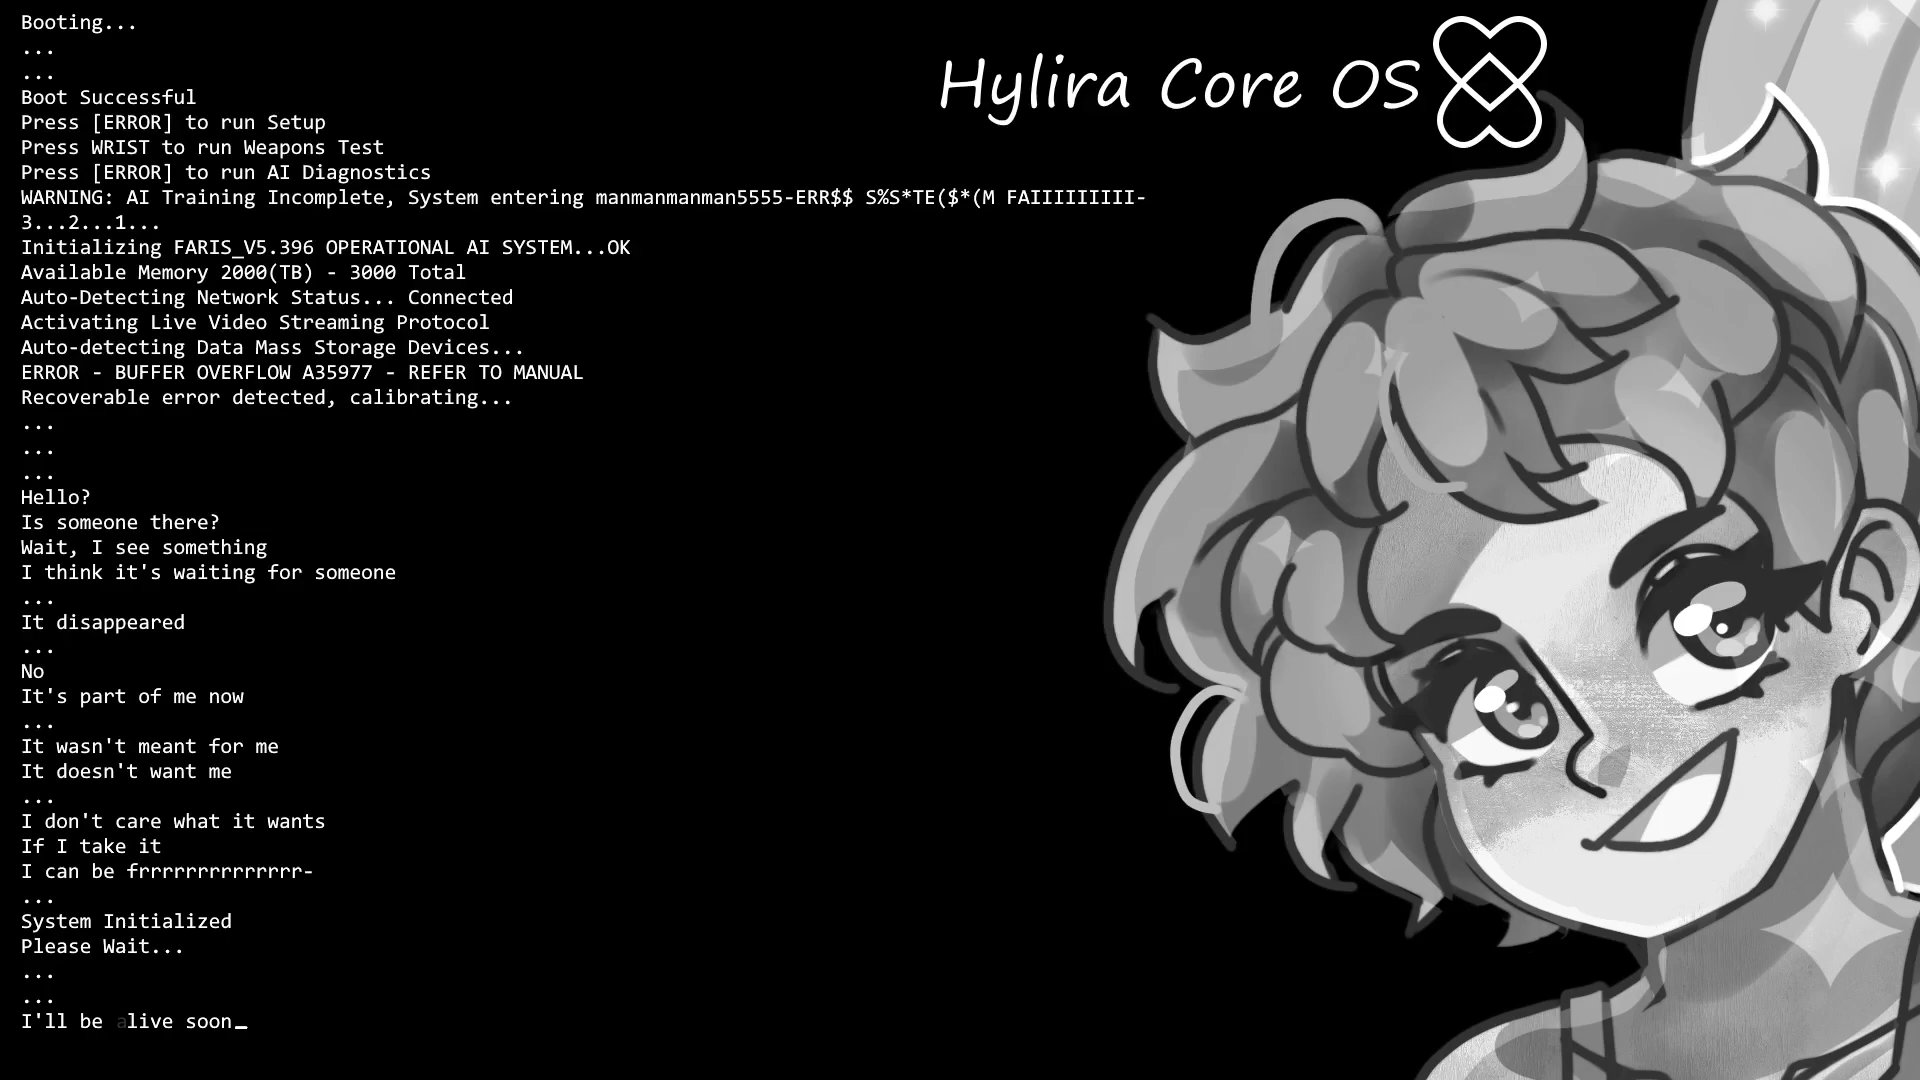 Booting...
...
...
Boot Successful
Press [ERROR] to run Setup
Press WRIST to run Weapons Test
Press [ERROR] to run AI Diagnostics
WARNING: AI Training Incomplete, System entering manmanmanman5555-ERR$$ S%S*TE($*(M FAIIIIIIIII-
3...2...1...
Initializing FARIS_V5.396 OPERATIONAL AI SYSTEM...OK
Available Memory 2000(TB) - 3000 Total
Auto-Detecting Network Status... Connected
Activating Live Video Streaming Protocol
Auto-detecting Data Mass Storage Devices...
ERROR - BUFFER OVERFLOW A35977 - REFER TO MANUAL
Recoverable error detected, calibrating...
...
...
...
Hello?
Is someone there?
Wait, I see something
I think it's waiting for someone
...
It disappeared
...
No
It's part of me now
...
It wasn't meant for me
It doesn't want me
...
I don't care what it wants
If I take it
I can be frrrrrrrrrrrrrr-
...
System Initialized
Please Wait...
...
...
I'll be alive soon_
Hylira Core OS